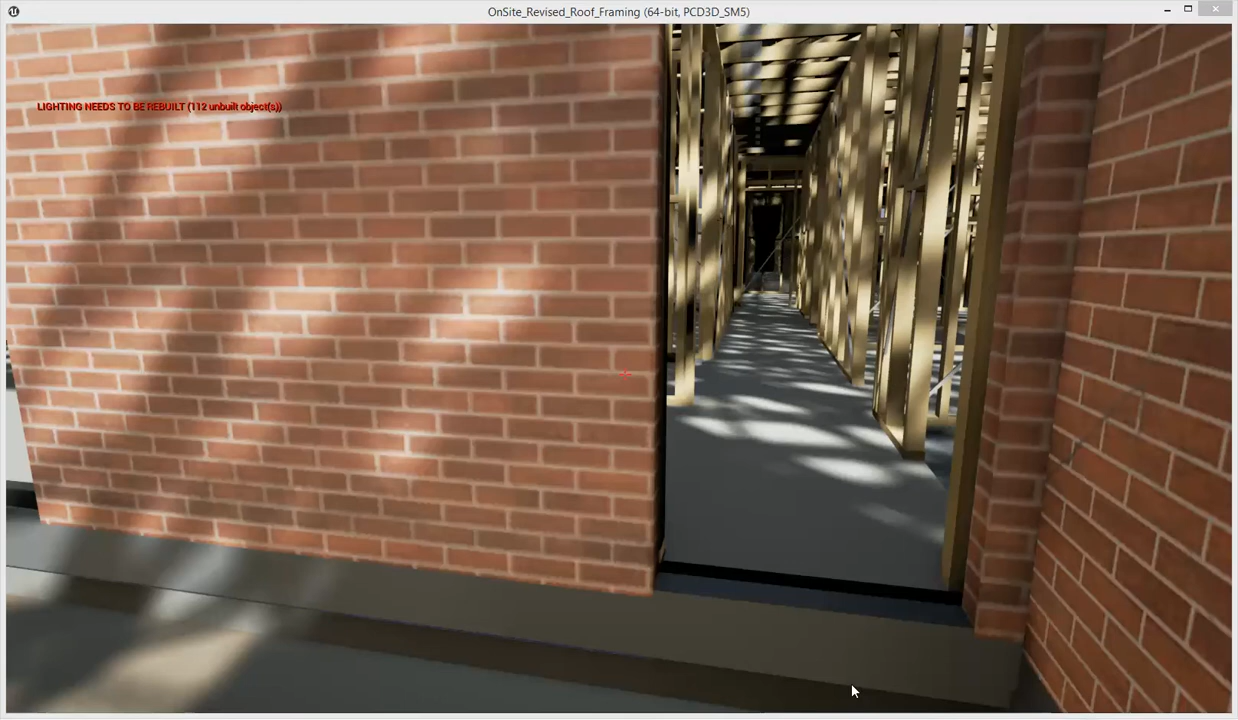 OnSite_Revised_Roof_Framing (64-bit, PCD3D_SM5)
LIGHTING NEEDS TO BE REBUILT (112 unbuilt object(s))